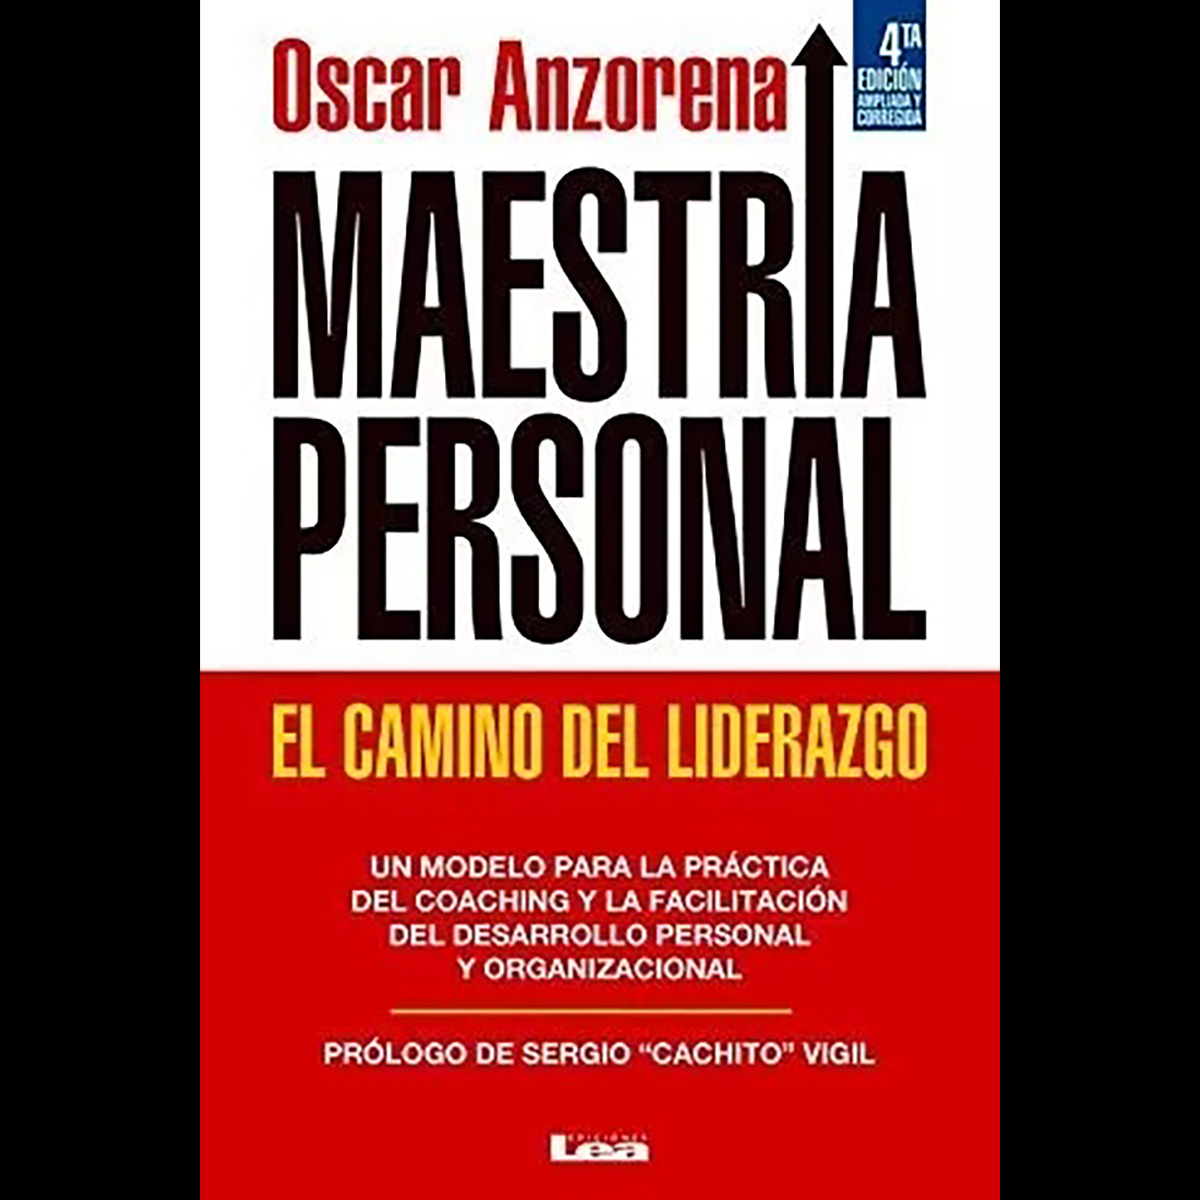 Oscar Anzorena
4TA
EDICIÓN
AMPLIADA Y
CORREGIDA
MAESTRIA
PERSONAL
EL CAMINO DEL LIDERAZGO
UN MODELO PARA LA PRÁCTICA
DEL COACHING Y LA FACILITACIÓN
DEL DESARROLLO PERSONAL
Y ORGANIZACIONAL
PRÓLOGO DE SERGIO “CACHITO” VIGIL
EDICIONES
Lea